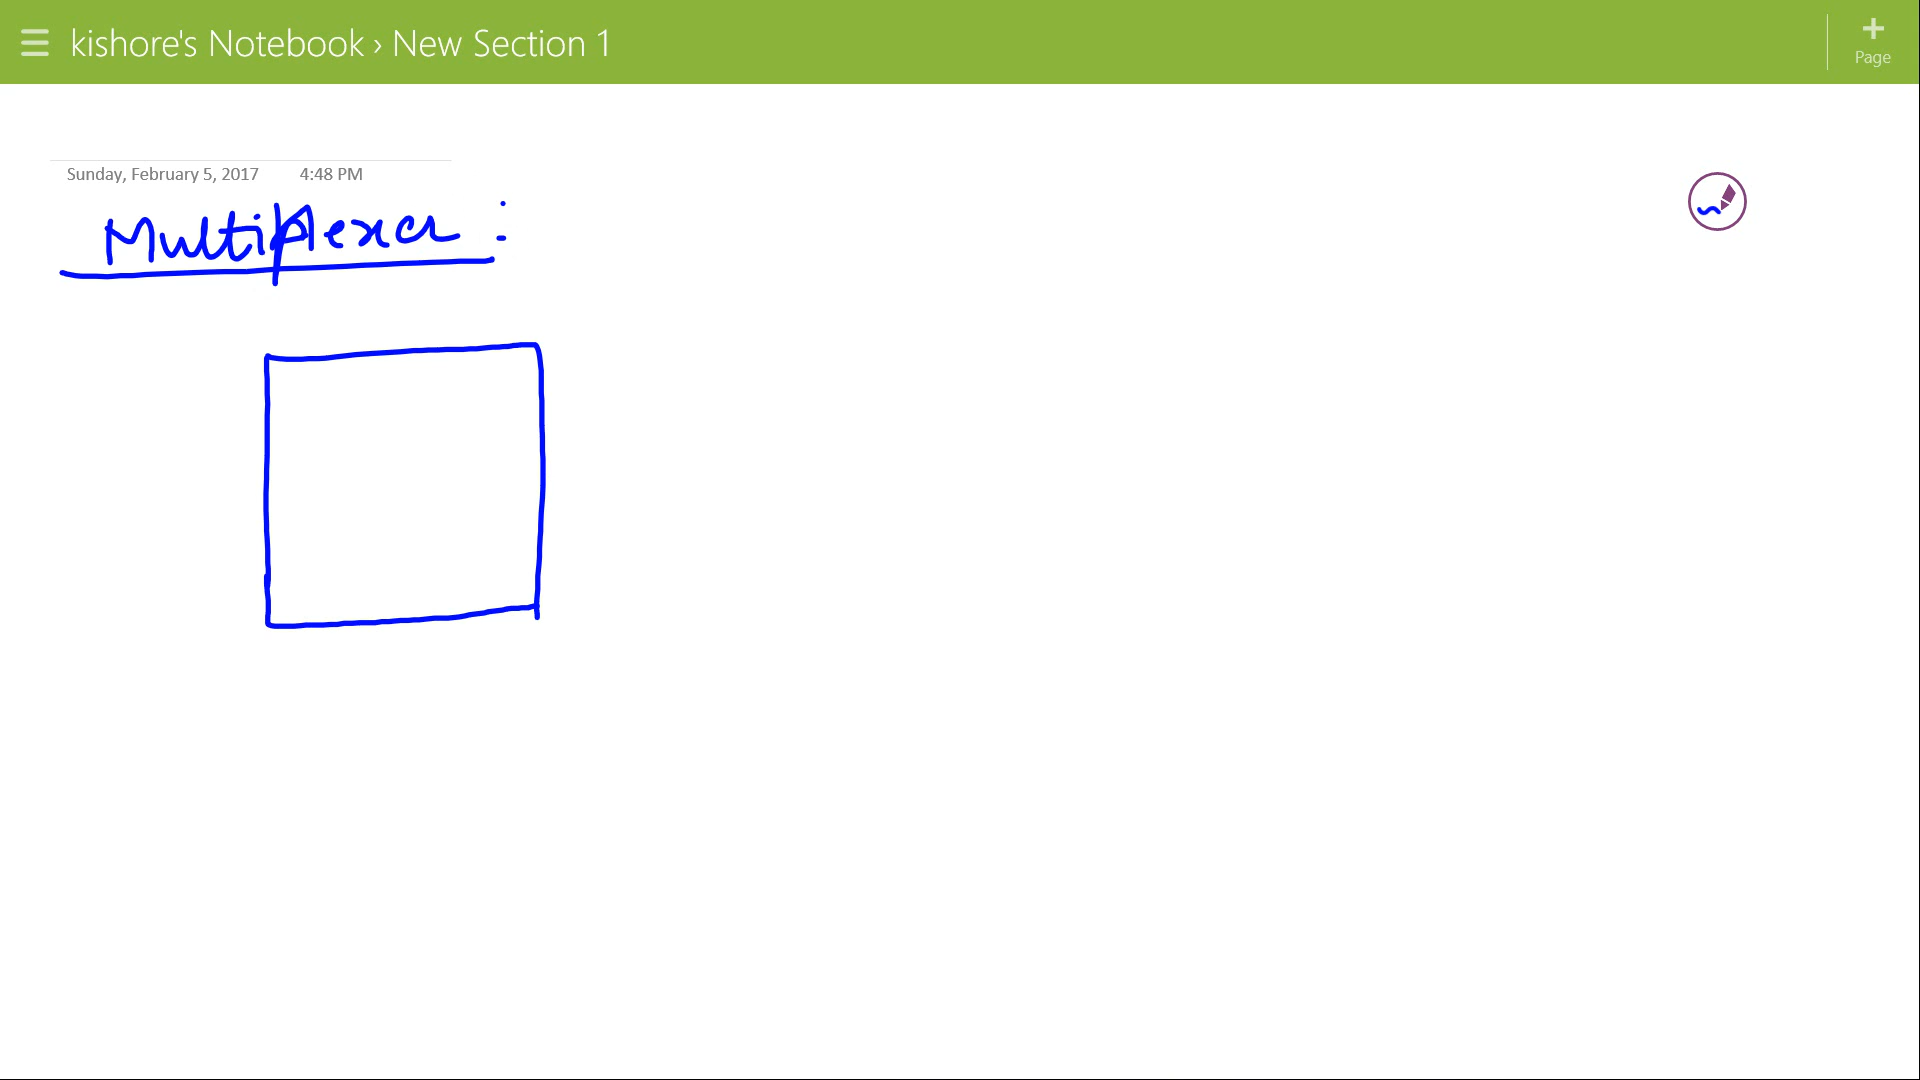 kishore's Notebook › New Section 1
Page
Sunday, February 5, 2017 4:48 PM
Multiplexer :